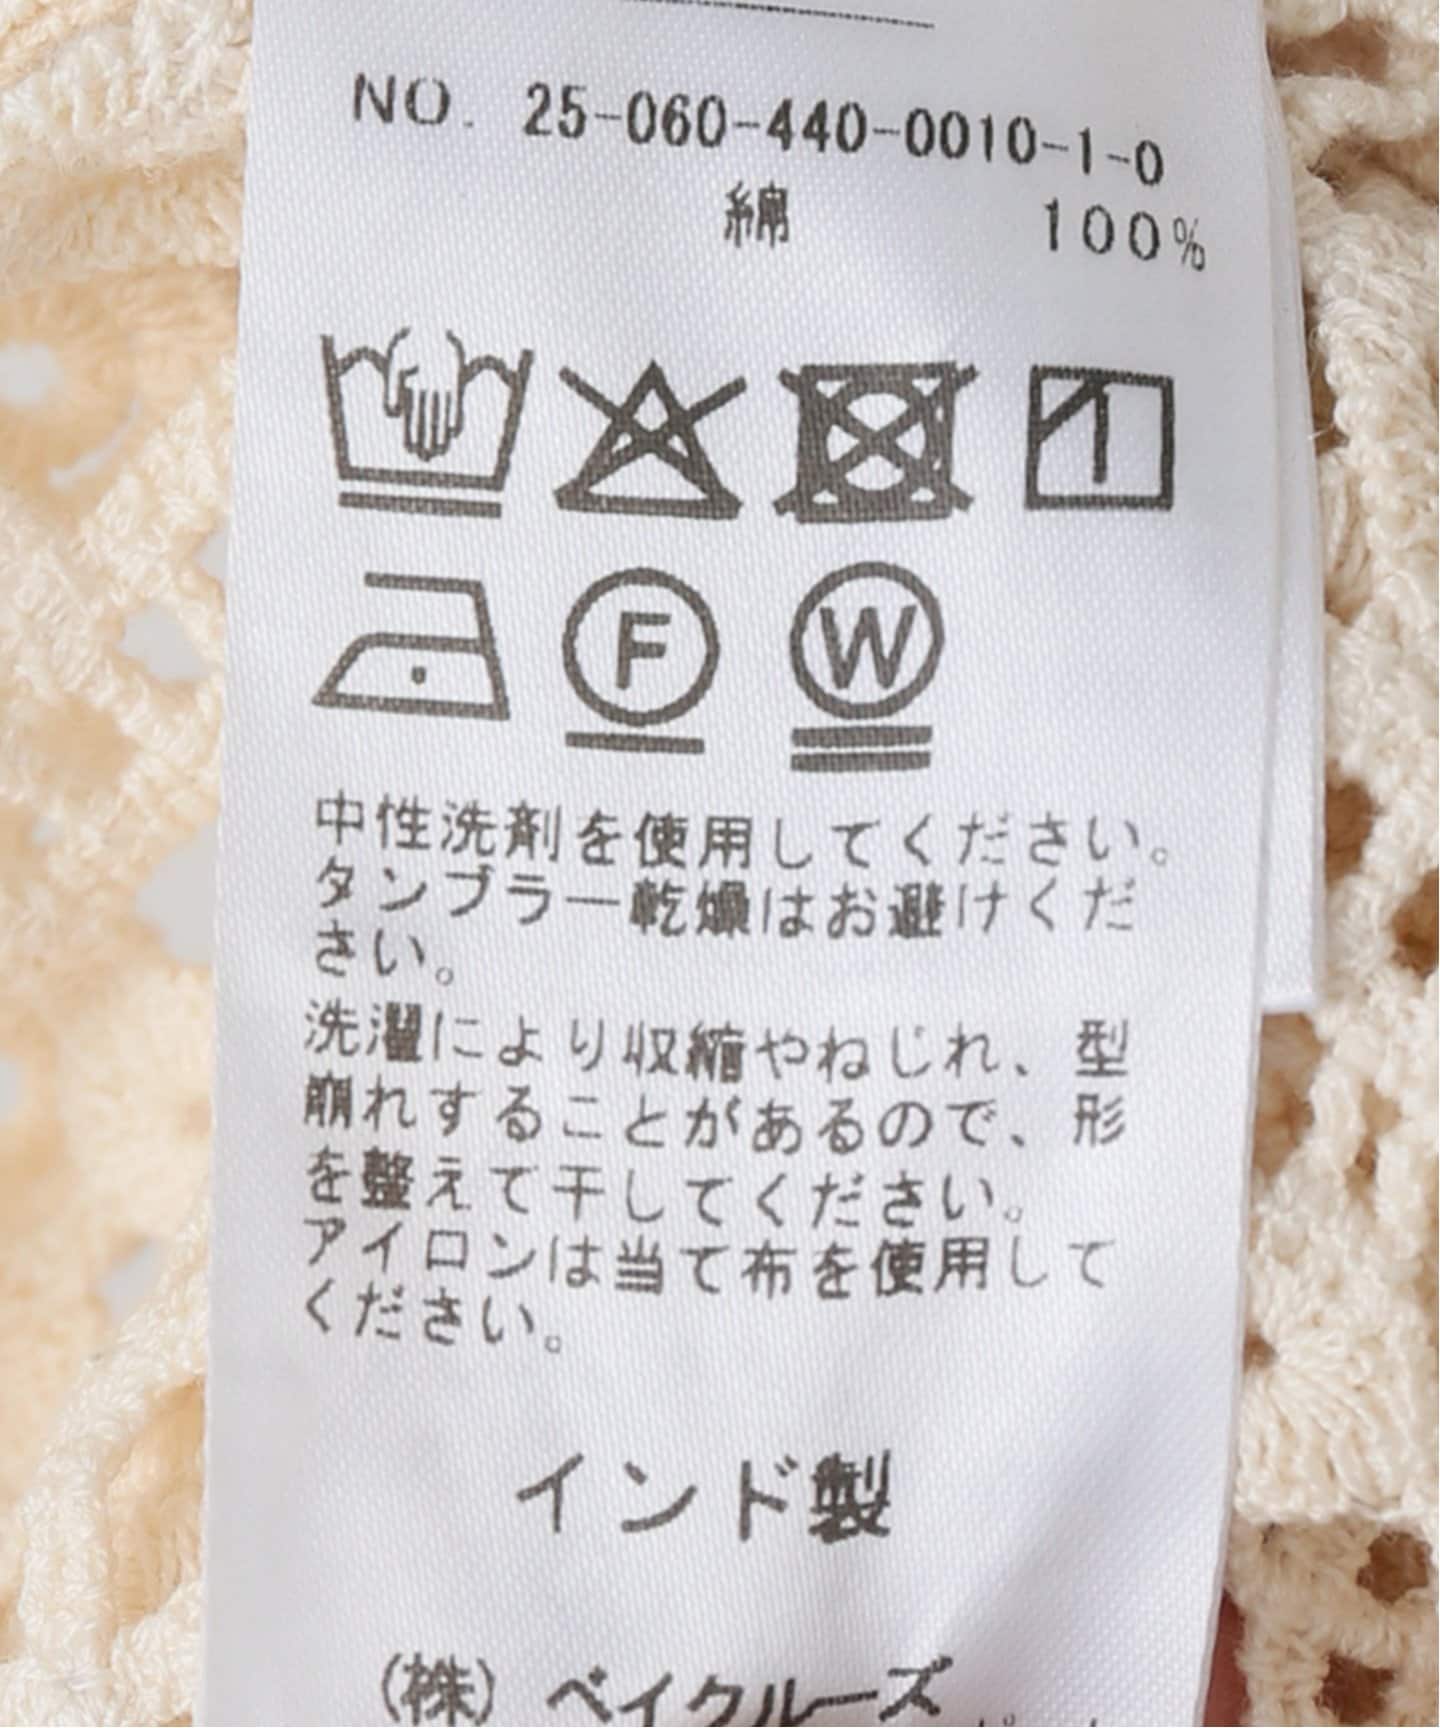 NO. 25-060-440-0010-1-0
綿 100%
F W
中性洗剤を使用してください。
タンブラー乾燥はお避けくだ
さい。
洗濯により収縮やねじれ、型
崩れすることがあるので、形
を整えて干してください。
アイロンは当て布を使用して
ください。
インド製
(株)ベイクルーズ